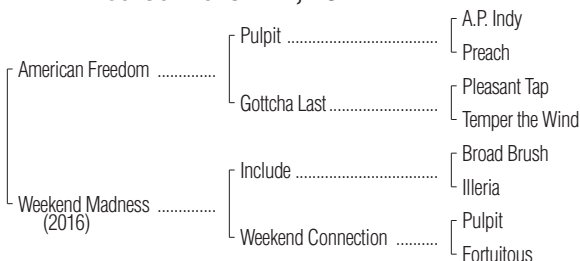 A.P. Indy
Pulpit ......................................
Preach
American Freedom ..............
Pleasant Tap
Gottcha Last ...........................
Temper the Wind
Broad Brush
Include ....................................
Illeria
Weekend Madness ..............
(2016)
Pulpit
Weekend Connection ..........
Fortuitous